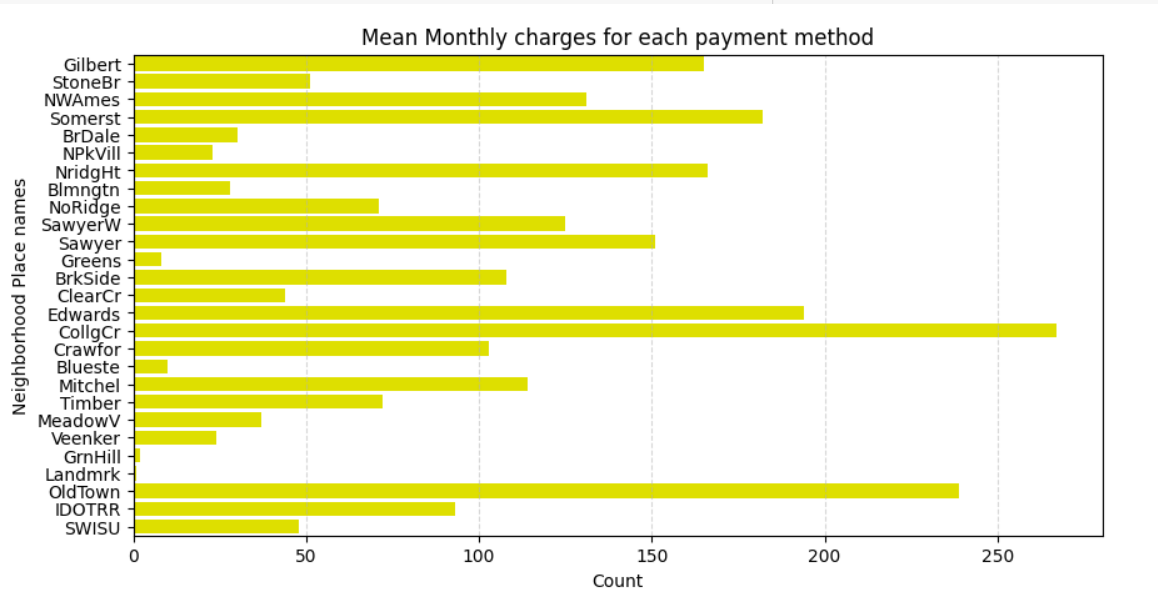 Mean Monthly charges for each payment method
Neighborhood Place names
Gilbert
StoneBr
NWAmes
Somerst
BrDale
NPkVill
NridgHt
Blmngtn
NoRidge
SawyerW
Sawyer
Greens
BrkSide
ClearCr
Edwards
CollgCr
Crawfor
Blueste
Mitchel
Timber
MeadowV
Veenker
GrnHill
Landmrk
OldTown
IDOTRR
SWISU
0 50 100 150 200 250
Count